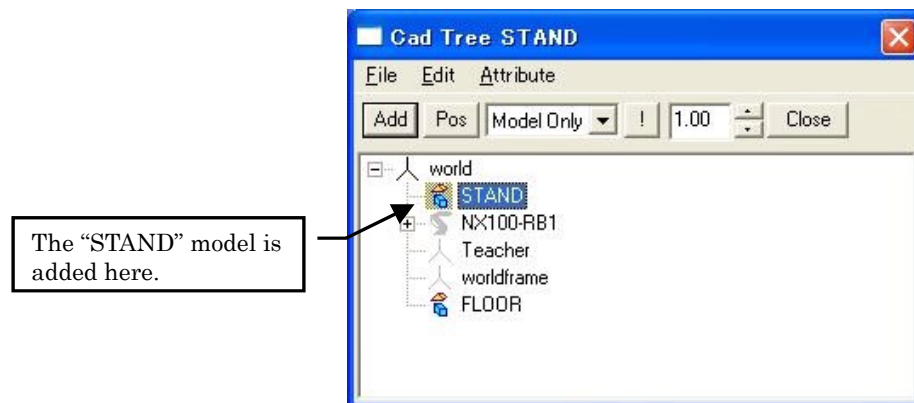 Cad Tree STAND
File Edit Attribute
Add Pos Model Only ! 1.00 Close
world
STAND
NX100-RB1
Teacher
worldframe
FLOOR
The “STAND” model is
added here.